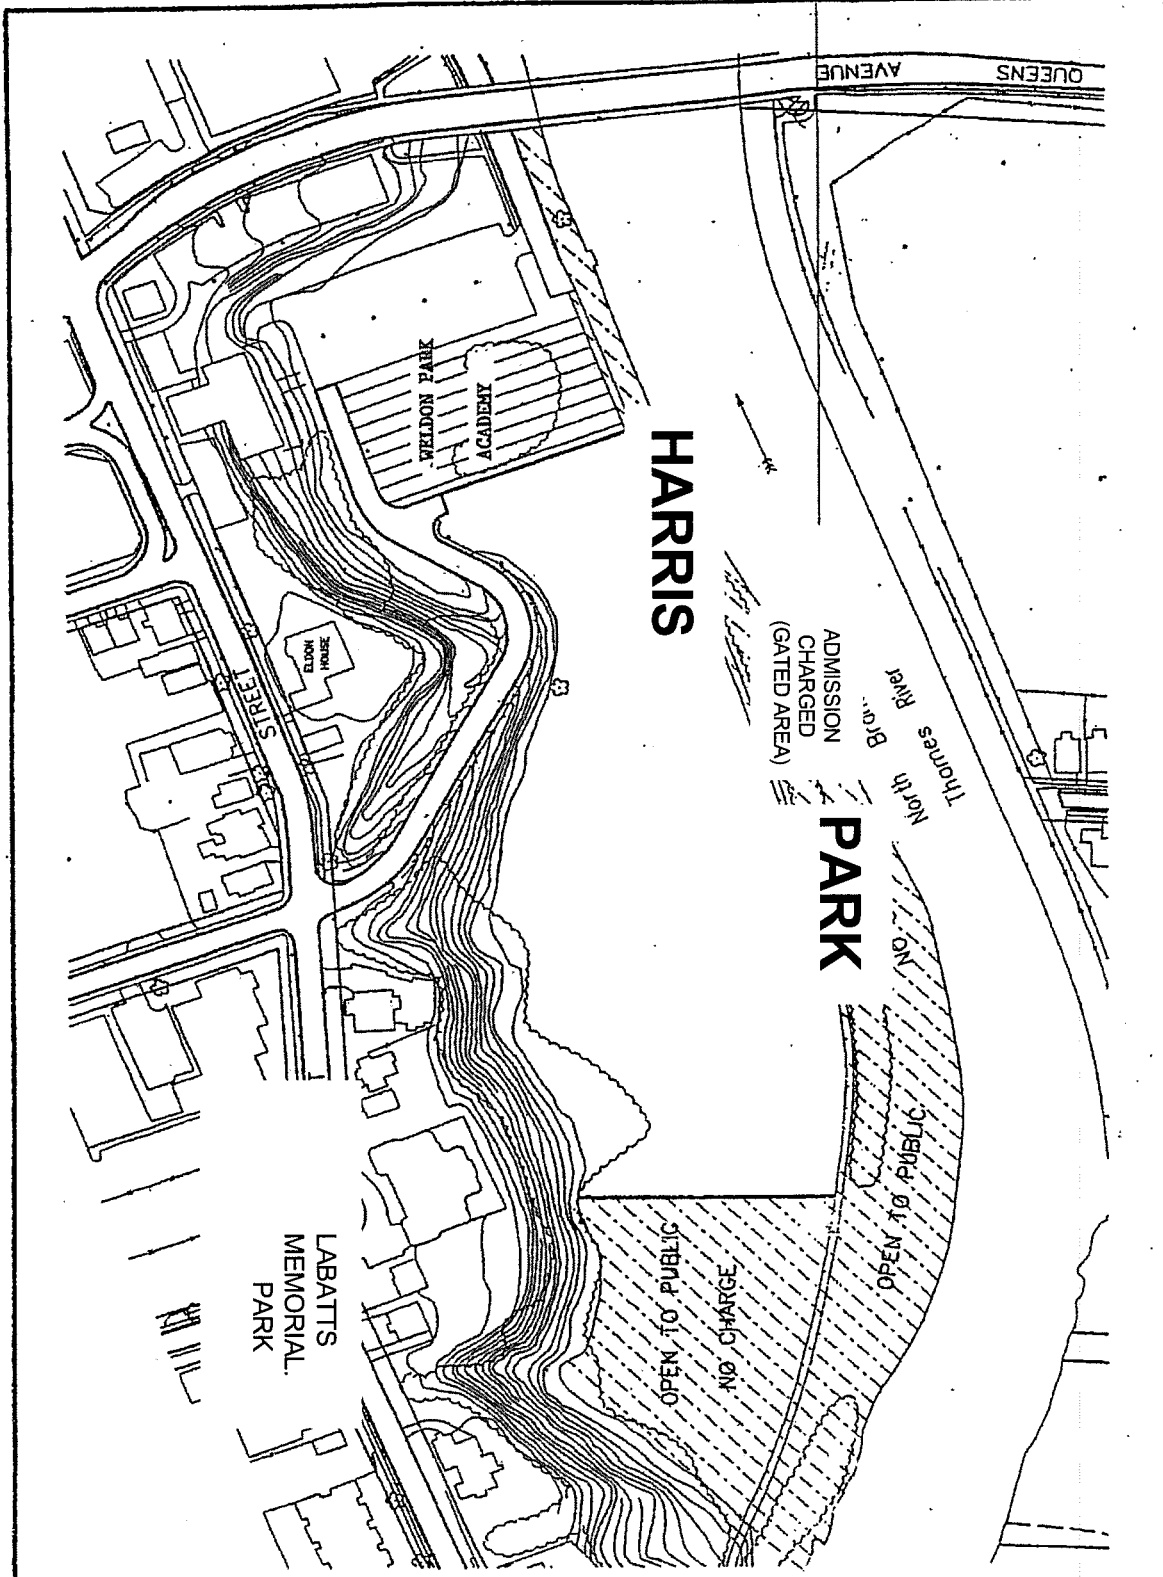 QUEENS
AVENUE
WELDON PARK
ACADEMY
HARRIS
PARK
ADMISSION
CHARGED
(GATED AREA)
Thames River
North
ELDON
HOUSE
STREET
NO
OPEN TO PUBLIC
NO CHARGE
OPEN TO PUBLIC
LABATTS
MEMORIAL
PARK